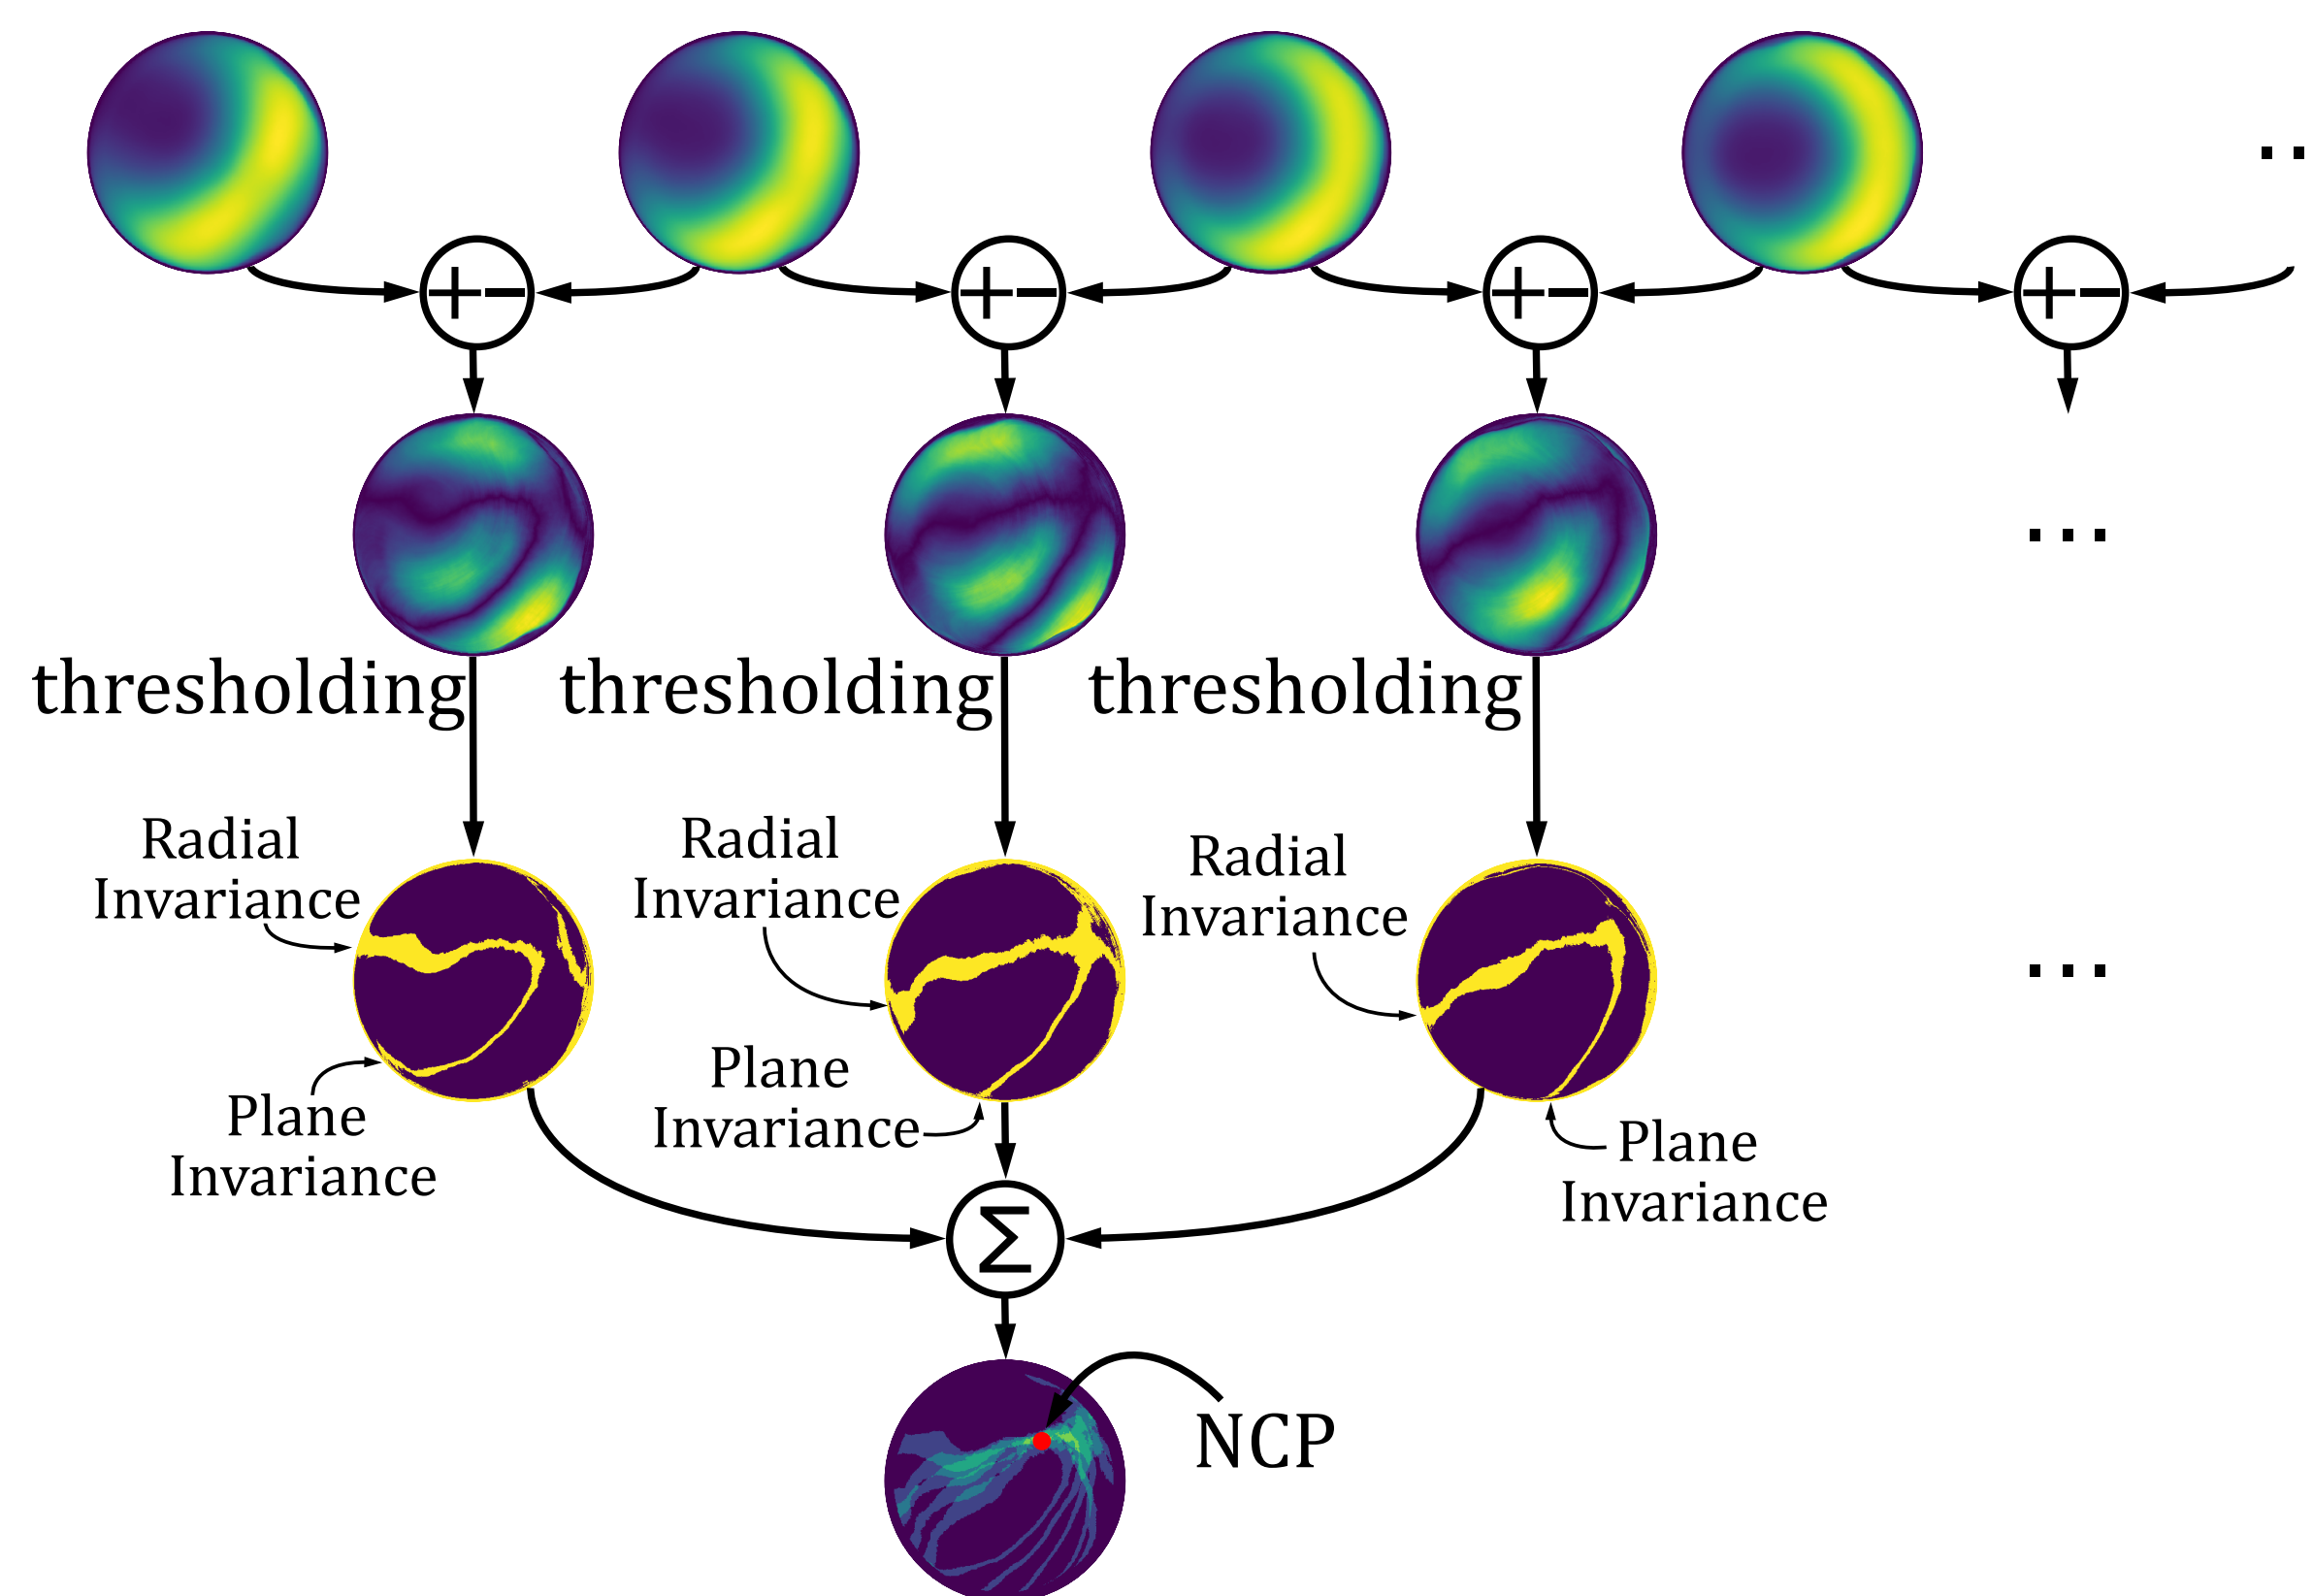 ..
+−
+−
+−
+−
...
thresholding
thresholding
thresholding
Radial
Invariance
Radial
Invariance
Radial
Invariance
...
Plane
Invariance
Plane
Invariance
Plane
Invariance
Σ
NCP